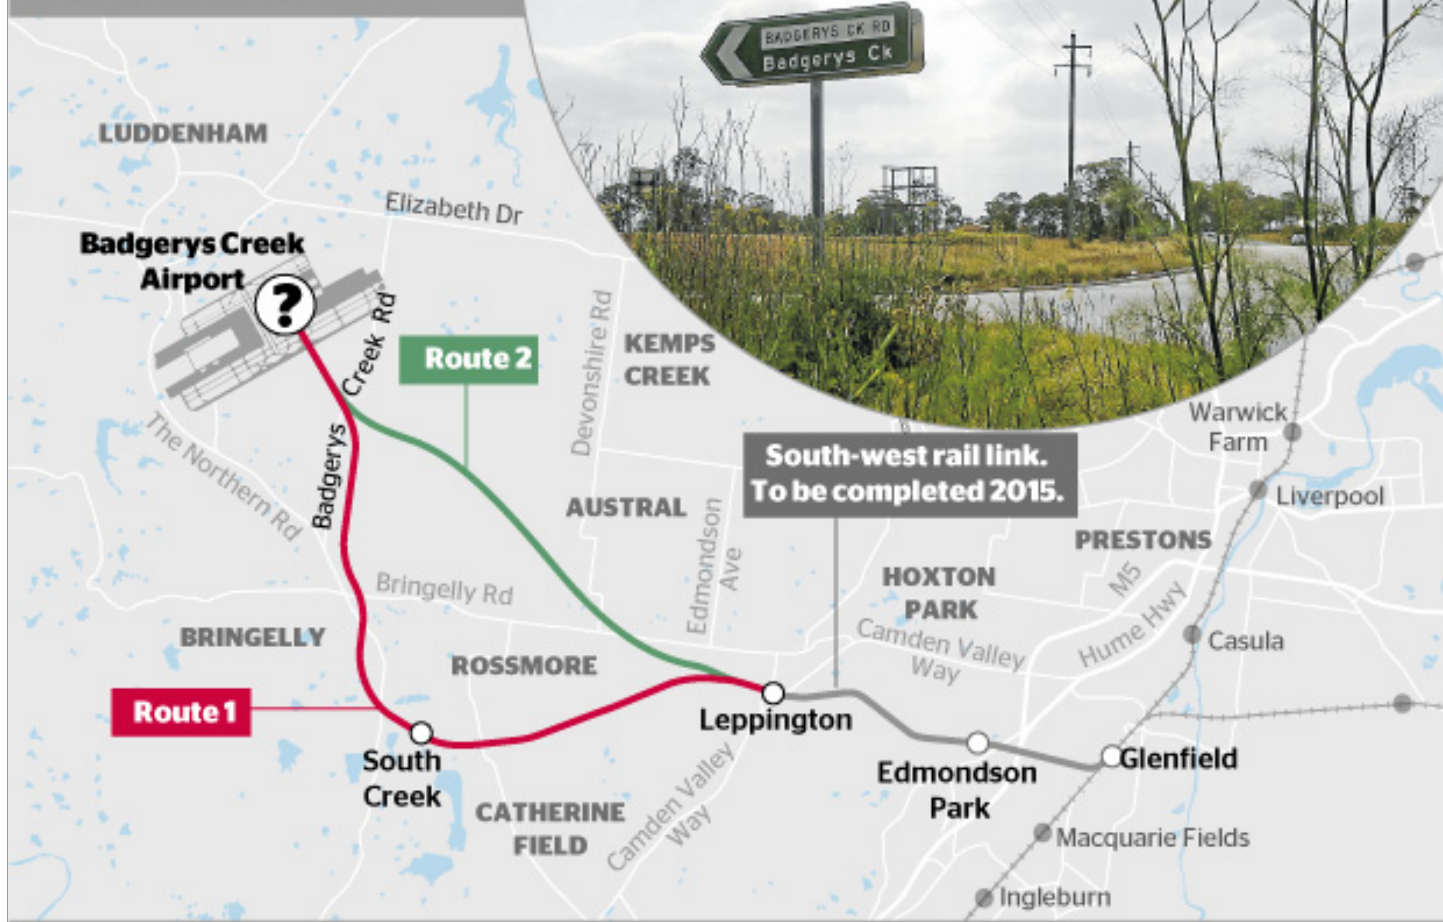 BADGERYS CK RD
Badgerys Ck
LUDDENHAM
Elizabeth Dr
Badgerys Creek
Airport
?
Creek Rd
Badgerys
Route 2
Devonshire Rd
KEMPS
CREEK
The Northern Rd
South-west rail link.
To be completed 2015.
Warwick
Farm
Liverpool
AUSTRAL
Edmondson
Ave
PRESTONS
M5
HOXTON
PARK
Hume Hwy
Camden Valley
Way
Casula
Bringelly Rd
BRINGELLY
ROSSMORE
Route 1
Leppington
South
Creek
Edmondson
Park
Glenfield
CATHERINE
FIELD
Camden Valley
Way
Macquarie Fields
Ingleburn